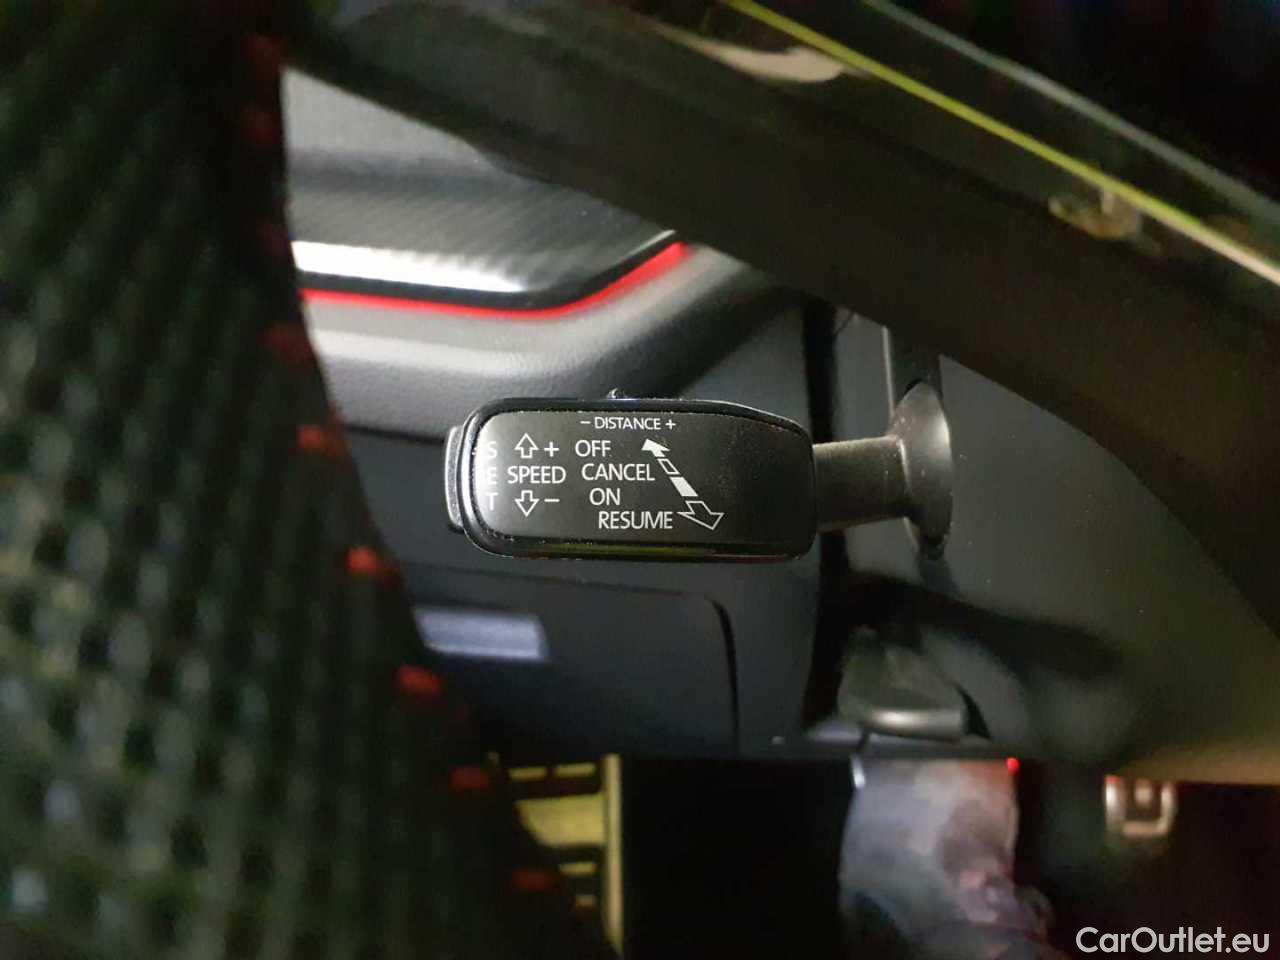 - DISTANCE +
S + OFF
E SPEED CANCEL
T - ON
RESUME
CarOutlet.eu